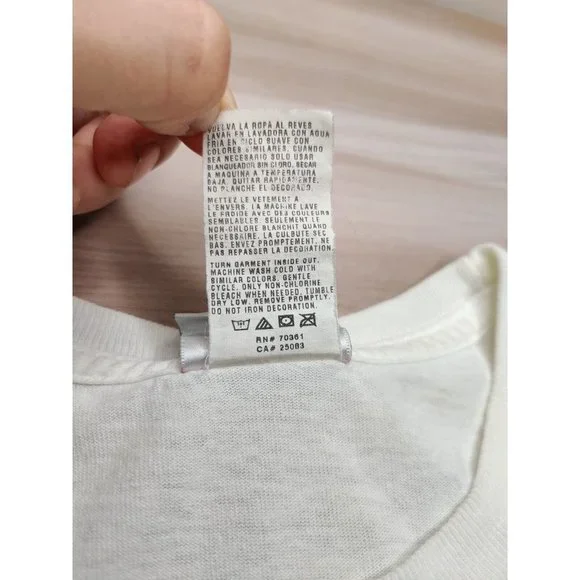 VUELVA LA ROPA AL REVES
LAVAR EN LAVADORA CON AGUA
FRIA EN CICLO SUAVE CON
COLORES SIMILARES. CUANDO
SEA NECESARIO SOLO USAR
BLANQUEADOR SIN CLORO. SECAR
A MAQUINA A TEMPERATURA
BAJA, QUITAR RAPIDAMENTE.
NO PLANCHE EL DECORADO.
METTEZ LE VETEMENT A
L'ENVERS. LA MACHINE LAVE
LE FROIDE AVEC DES COULEURS
SEMBLABLES. SEULEMENT LE
NON-CHLORE BLANCHIT QUAND
NECESSAIRE. LA CULBUTE SEC
BAS. ENVEZ PROMPTEMENT. NE
PAS REPASSER LA DECORATION.
TURN GARMENT INSIDE OUT.
MACHINE WASH COLD WITH
SIMILAR COLORS. GENTLE
CYCLE. ONLY NON-CHLORINE
BLEACH WHEN NEEDED. TUMBLE
DRY LOW. REMOVE PROMPTLY.
DO NOT IRON DECORATION.
RN# 70361
CA# 25083